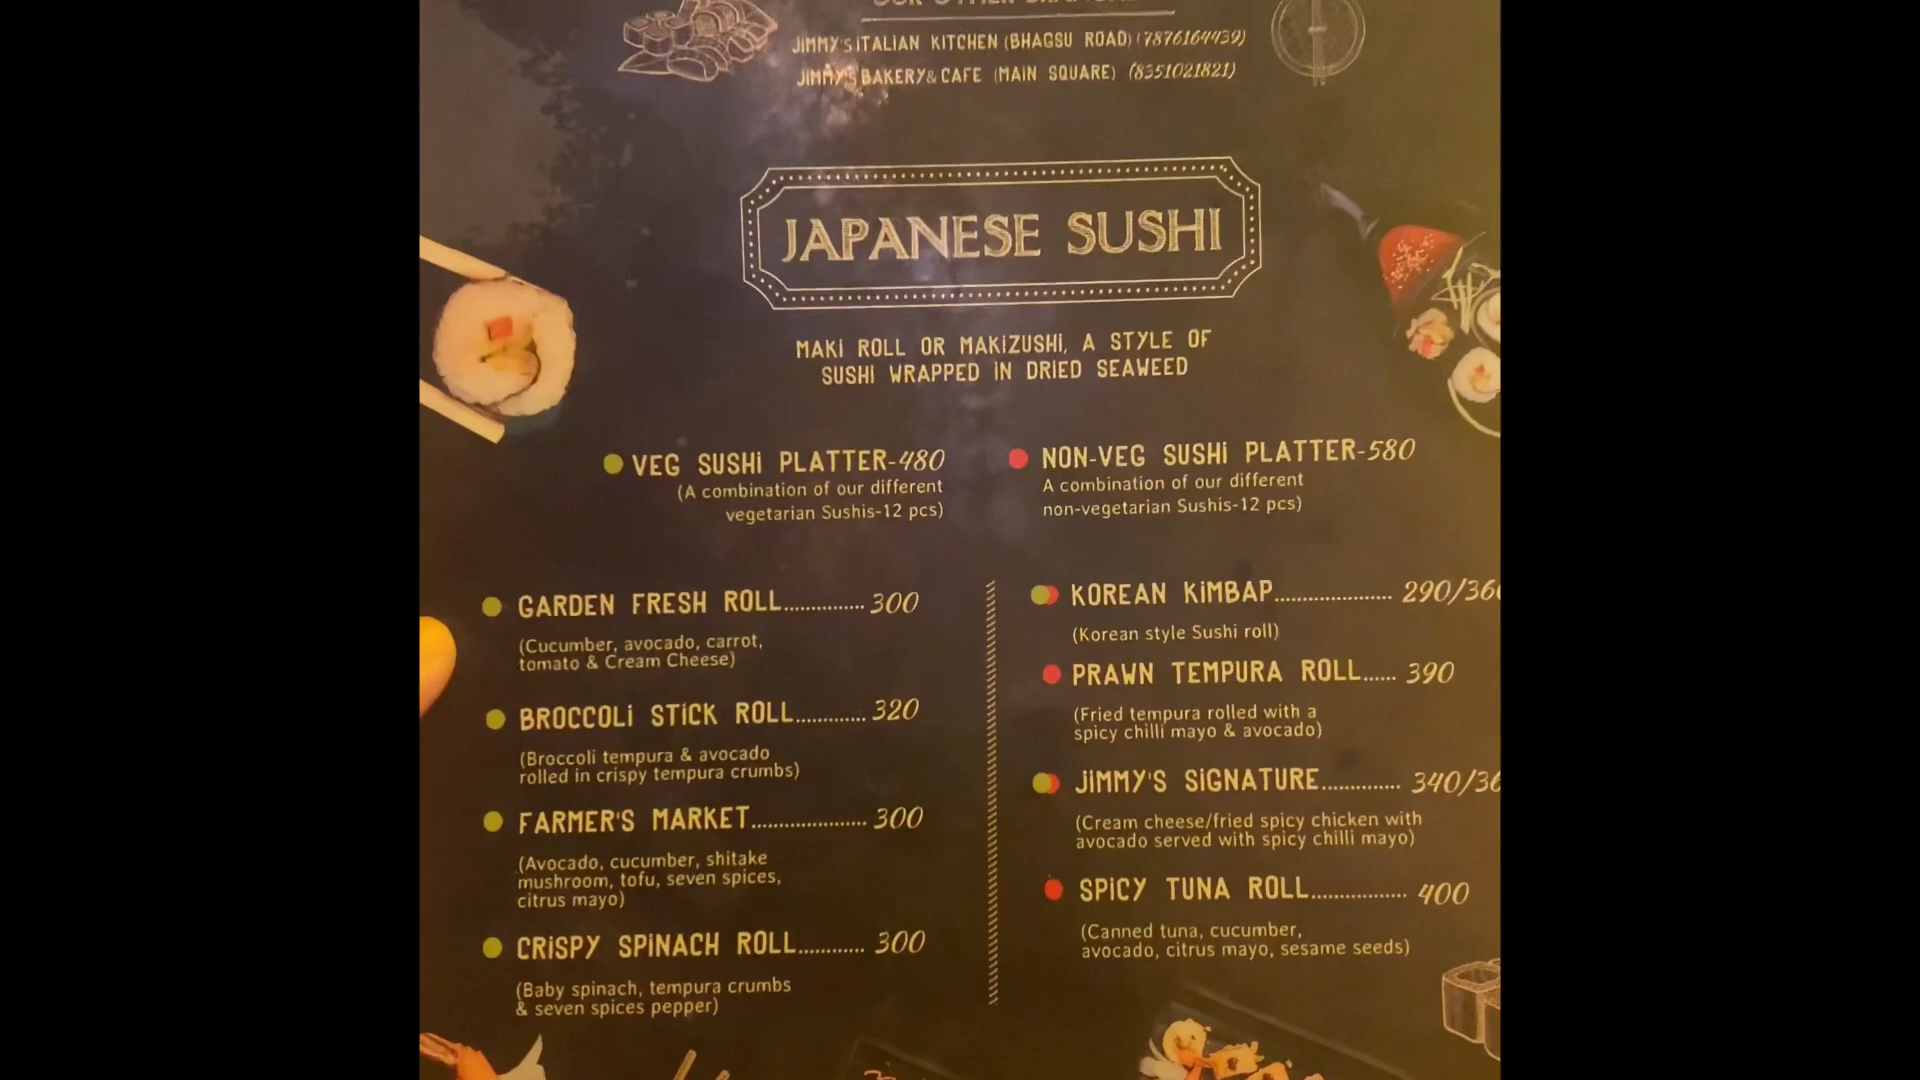 JIMMY'S ITALIAN KITCHEN (BHAGSU ROAD) (7876164439)
JIMMY'S BAKERY & CAFE (MAIN SQUARE) (8351021821)
JAPANESE SUSHI
MAKI ROLL OR MAKIZUSHI, A STYLE OF
SUSHI WRAPPED IN DRIED SEAWEED
VEG SUSHI PLATTER-480
(A combination of our different
vegetarian Sushis-12 pcs)
NON-VEG SUSHI PLATTER-580
A combination of our different
non-vegetarian Sushis-12 pcs)
GARDEN FRESH ROLL.............. 300
(Cucumber, avocado, carrot,
tomato & Cream Cheese)
BROCCOLI STICK ROLL............ 320
(Broccoli tempura & avocado
rolled in crispy tempura crumbs)
FARMER'S MARKET..................... 300
(Avocado, cucumber, shitake
mushroom, tofu, seven spices,
citrus mayo)
CRISPY SPINACH ROLL............ 300
(Baby spinach, tempura crumbs
& seven spices pepper)
KOREAN KIMBAP..................... 290/36
(Korean style Sushi roll)
PRAWN TEMPURA ROLL...... 390
(Fried tempura rolled with a
spicy chilli mayo & avocado)
JIMMY'S SIGNATURE.............. 340/3
(Cream cheese/fried spicy chicken with
avocado served with spicy chilli mayo)
SPICY TUNA ROLL................. 400
(Canned tuna, cucumber,
avocado, citrus mayo, sesame seeds)